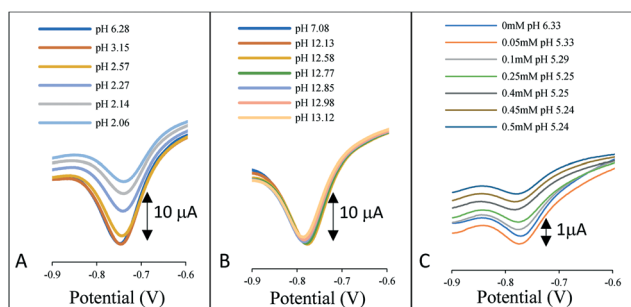 A
pH 6.28
pH 3.15
pH 2.57
pH 2.27
pH 2.14
pH 2.06
10 µA
-0.9 -0.8 -0.7 -0.6
Potential (V)
B
pH 7.08
pH 12.13
pH 12.58
pH 12.77
pH 12.85
pH 12.98
pH 13.12
10 µA
-0.9 -0.8 -0.7 -0.6
Potential (V)
C
0mM pH 6.33
0.05mM pH 5.33
0.1mM pH 5.29
0.25mM pH 5.25
0.4mM pH 5.25
0.45mM pH 5.24
0.5mM pH 5.24
1µA
-0.9 -0.8 -0.7 -0.6
Potential (V)